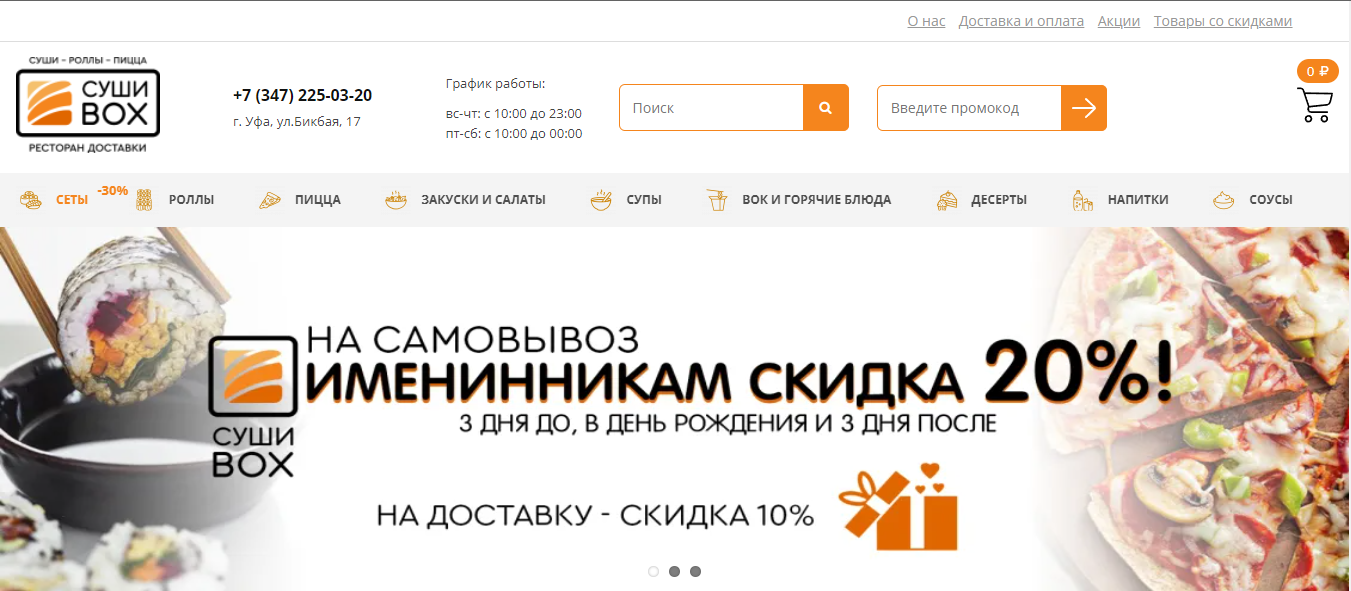 О нас Доставка и оплата Акции Товары со скидками
СУШИ – РОЛЛЫ – ПИЦЦА
СУШИ
BOX
РЕСТОРАН ДОСТАВКИ
+7 (347) 225-03-20
г. Уфа, ул.Бикбая, 17
График работы:
вс-чт: с 10:00 до 23:00
пт-сб: с 10:00 до 00:00
Поиск
Введите промокод
0 ₽
СЕТЫ -30% РОЛЛЫ ПИЦЦА ЗАКУСКИ И САЛАТЫ СУПЫ ВОК И ГОРЯЧИЕ БЛЮДА ДЕСЕРТЫ НАПИТКИ СОУСЫ
СУШИ
BOX
НА САМОВЫВОЗ
ИМЕНИННИКАМ СКИДКА 20%!
3 ДНЯ ДО, В ДЕНЬ РОЖДЕНИЯ И 3 ДНЯ ПОСЛЕ
НА ДОСТАВКУ - СКИДКА 10%